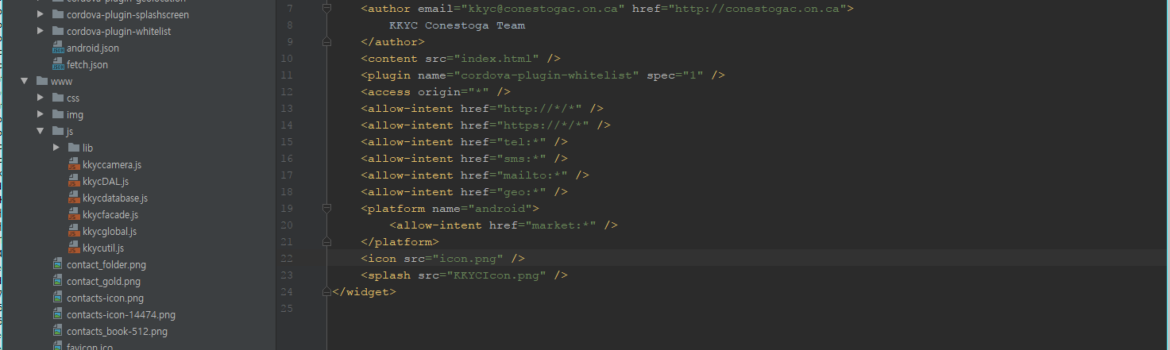 cordova-plugin-geolocation
cordova-plugin-splashscreen
cordova-plugin-whitelist
android.json
fetch.json
www
css
img
js
lib
kkyccamera.js
kkycDAL.js
kkycdatabase.js
kkycfacade.js
kkycglobal.js
kkycutil.js
contact_folder.png
contact_gold.png
contacts-icon.png
contacts-icon-14474.png
contacts_book-512.png
favicon.ico
7 <author email="kkyc@conestogac.on.ca" href="http://conestogac.on.ca">
8 KKYC Conestoga Team
9 </author>
10 <content src="index.html" />
11 <plugin name="cordova-plugin-whitelist" spec="1" />
12 <access origin="*" />
13 <allow-intent href="http://*/*" />
14 <allow-intent href="https://*/*" />
15 <allow-intent href="tel:*" />
16 <allow-intent href="sms:*" />
17 <allow-intent href="mailto:*" />
18 <allow-intent href="geo:*" />
19 <platform name="android">
20 <allow-intent href="market:*" />
21 </platform>
22 <icon src="icon.png" />
23 <splash src="KKYCIcon.png" />
24 </widget>
25